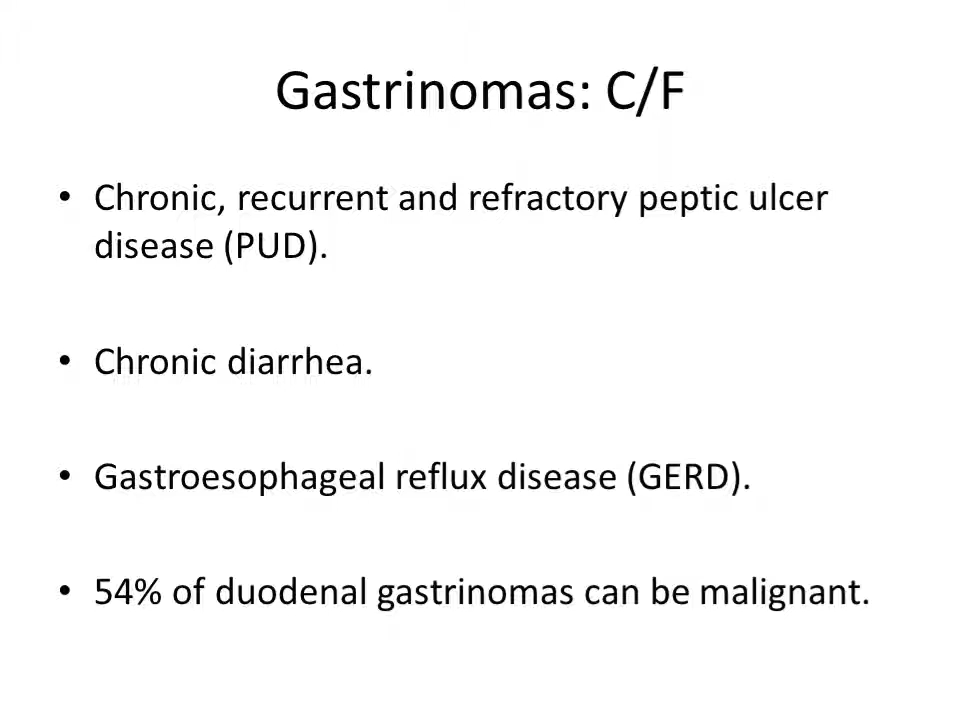 Gastrinomas: C/F
• Chronic, recurrent and refractory peptic ulcer
disease (PUD).
• Chronic diarrhea.
• Gastroesophageal reflux disease (GERD).
• 54% of duodenal gastrinomas can be malignant.